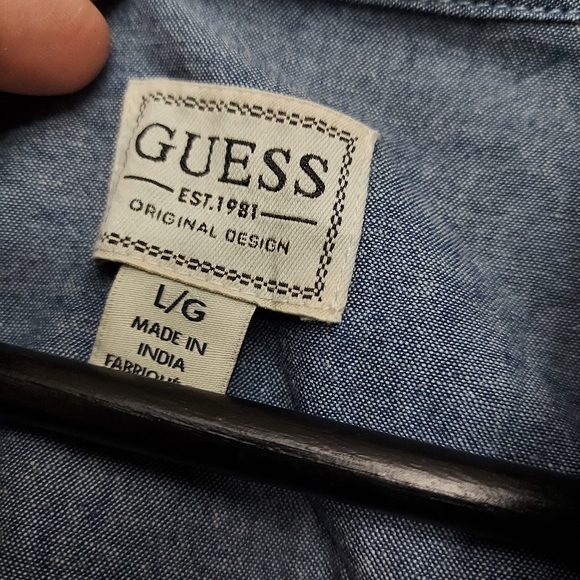 GUESS
EST.1981
ORIGINAL DESIGN
L/G
MADE IN
INDIA